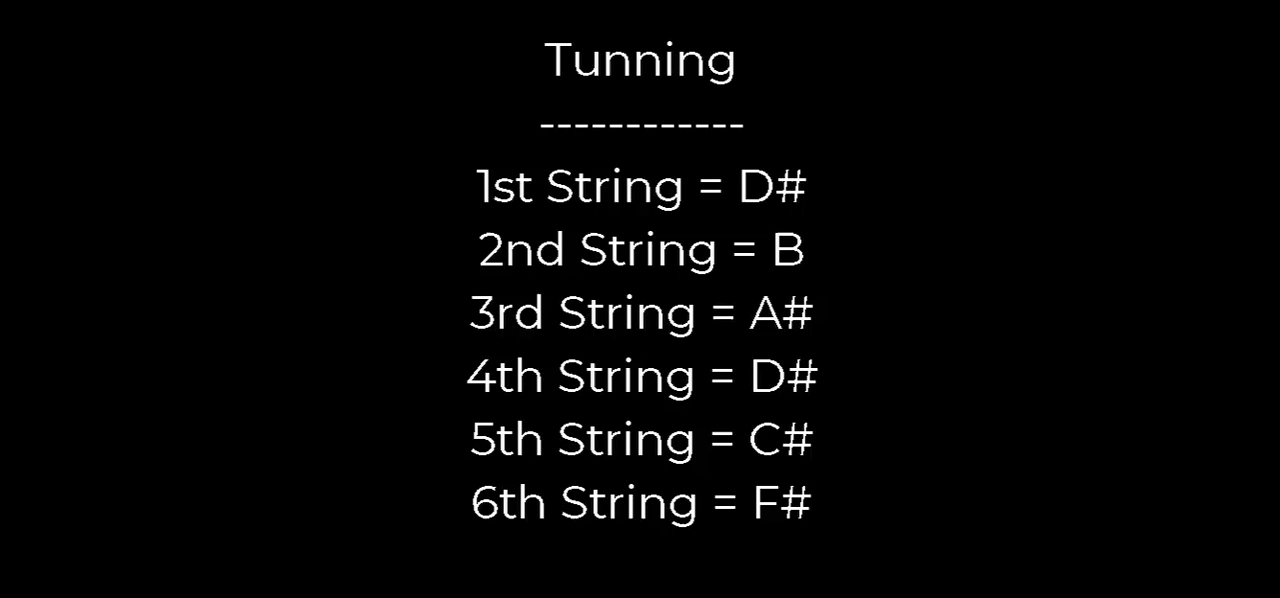 Tunning
------------
1st String = D#
2nd String = B
3rd String = A#
4th String = D#
5th String = C#
6th String = F#